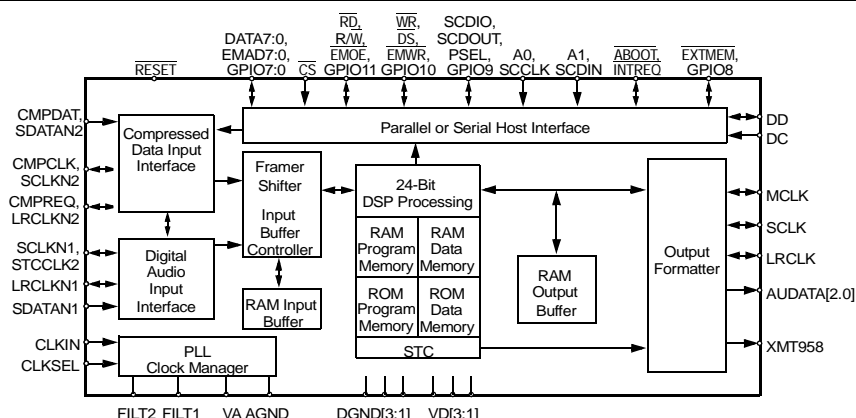 RESET
DATA7:0,
EMAD7:0,
GPIO7:0
CS
RD,
R/W,
EMOE,
GPIO11
WR,
DS,
EMWR,
GPIO10
SCDIO,
SCDOUT,
PSEL,
GPIO9
A0,
SCCLK
A1,
SCDIN
ABOOT,
INTREQ
EXTMEM,
GPIO8
CMPDAT,
SDATAN2
CMPCLK,
SCLKN2
CMPREQ,
LRCLKN2
SCLKN1,
STCCLK2
LRCLKN1
SDATAN1
CLKIN
CLKSEL
Compressed
Data Input
Interface
Digital
Audio
Input
Interface
PLL
Clock Manager
Parallel or Serial Host Interface
Framer
Shifter
Input
Buffer
Controller
RAM Input
Buffer
24-Bit
DSP Processing
RAM
Program
Memory
RAM
Data
Memory
ROM
Program
Memory
ROM
Data
Memory
STC
RAM
Output
Buffer
Output
Formatter
DD
DC
MCLK
SCLK
LRCLK
AUDATA[2.0]
XMT958
FILT2 FILT1 VA AGND DGND[3:1] VD[3:1]